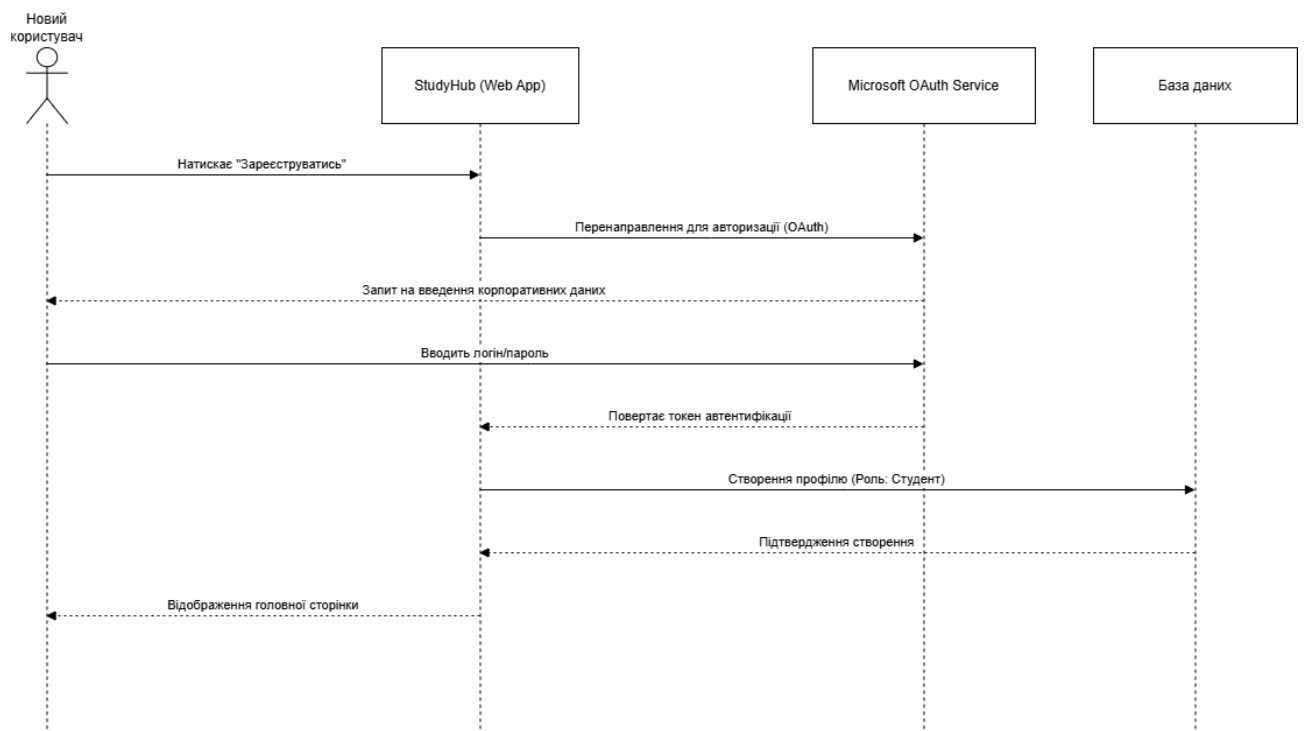 Новий
користувач
StudyHub (Web App)
Microsoft OAuth Service
База даних
Натискає "Зареєструватись"
Перенаправлення для авторизації (OAuth)
Запит на введення корпоративних даних
Вводить логін/пароль
Повертає токен автентифікації
Створення профілю (Роль: Студент)
Підтвердження створення
Відображення головної сторінки